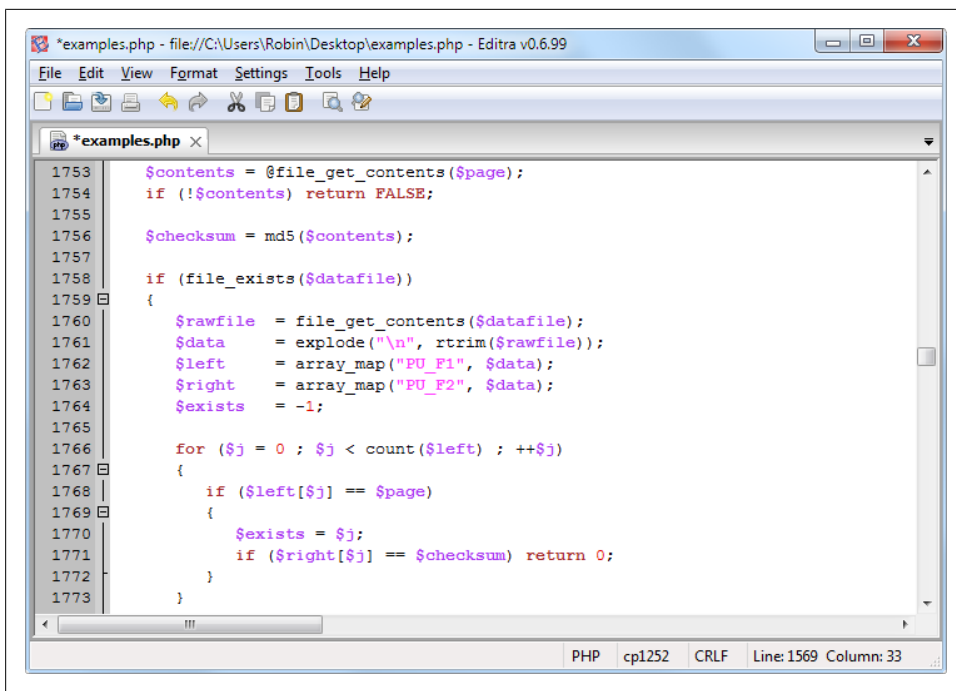 *examples.php - file://C:\Users\Robin\Desktop\examples.php - Editra v0.6.99
File Edit View Format Settings Tools Help
php *examples.php
1753 $contents = @file_get_contents($page);
1754 if (!$contents) return FALSE;
1755
1756 $checksum = md5($contents);
1757
1758 if (file_exists($datafile))
1759 {
1760 $rawfile  = file_get_contents($datafile);
1761 $data     = explode("\n", rtrim($rawfile));
1762 $left     = array_map("PU_F1", $data);
1763 $right    = array_map("PU_F2", $data);
1764 $exists   = -1;
1765
1766 for ($j = 0 ; $j < count($left) ; ++$j)
1767 {
1768 if ($left[$j] == $page)
1769 {
1770 $exists = $j;
1771 if ($right[$j] == $checksum) return 0;
1772 }
1773 }
PHP cp1252 CRLF Line: 1569 Column: 33